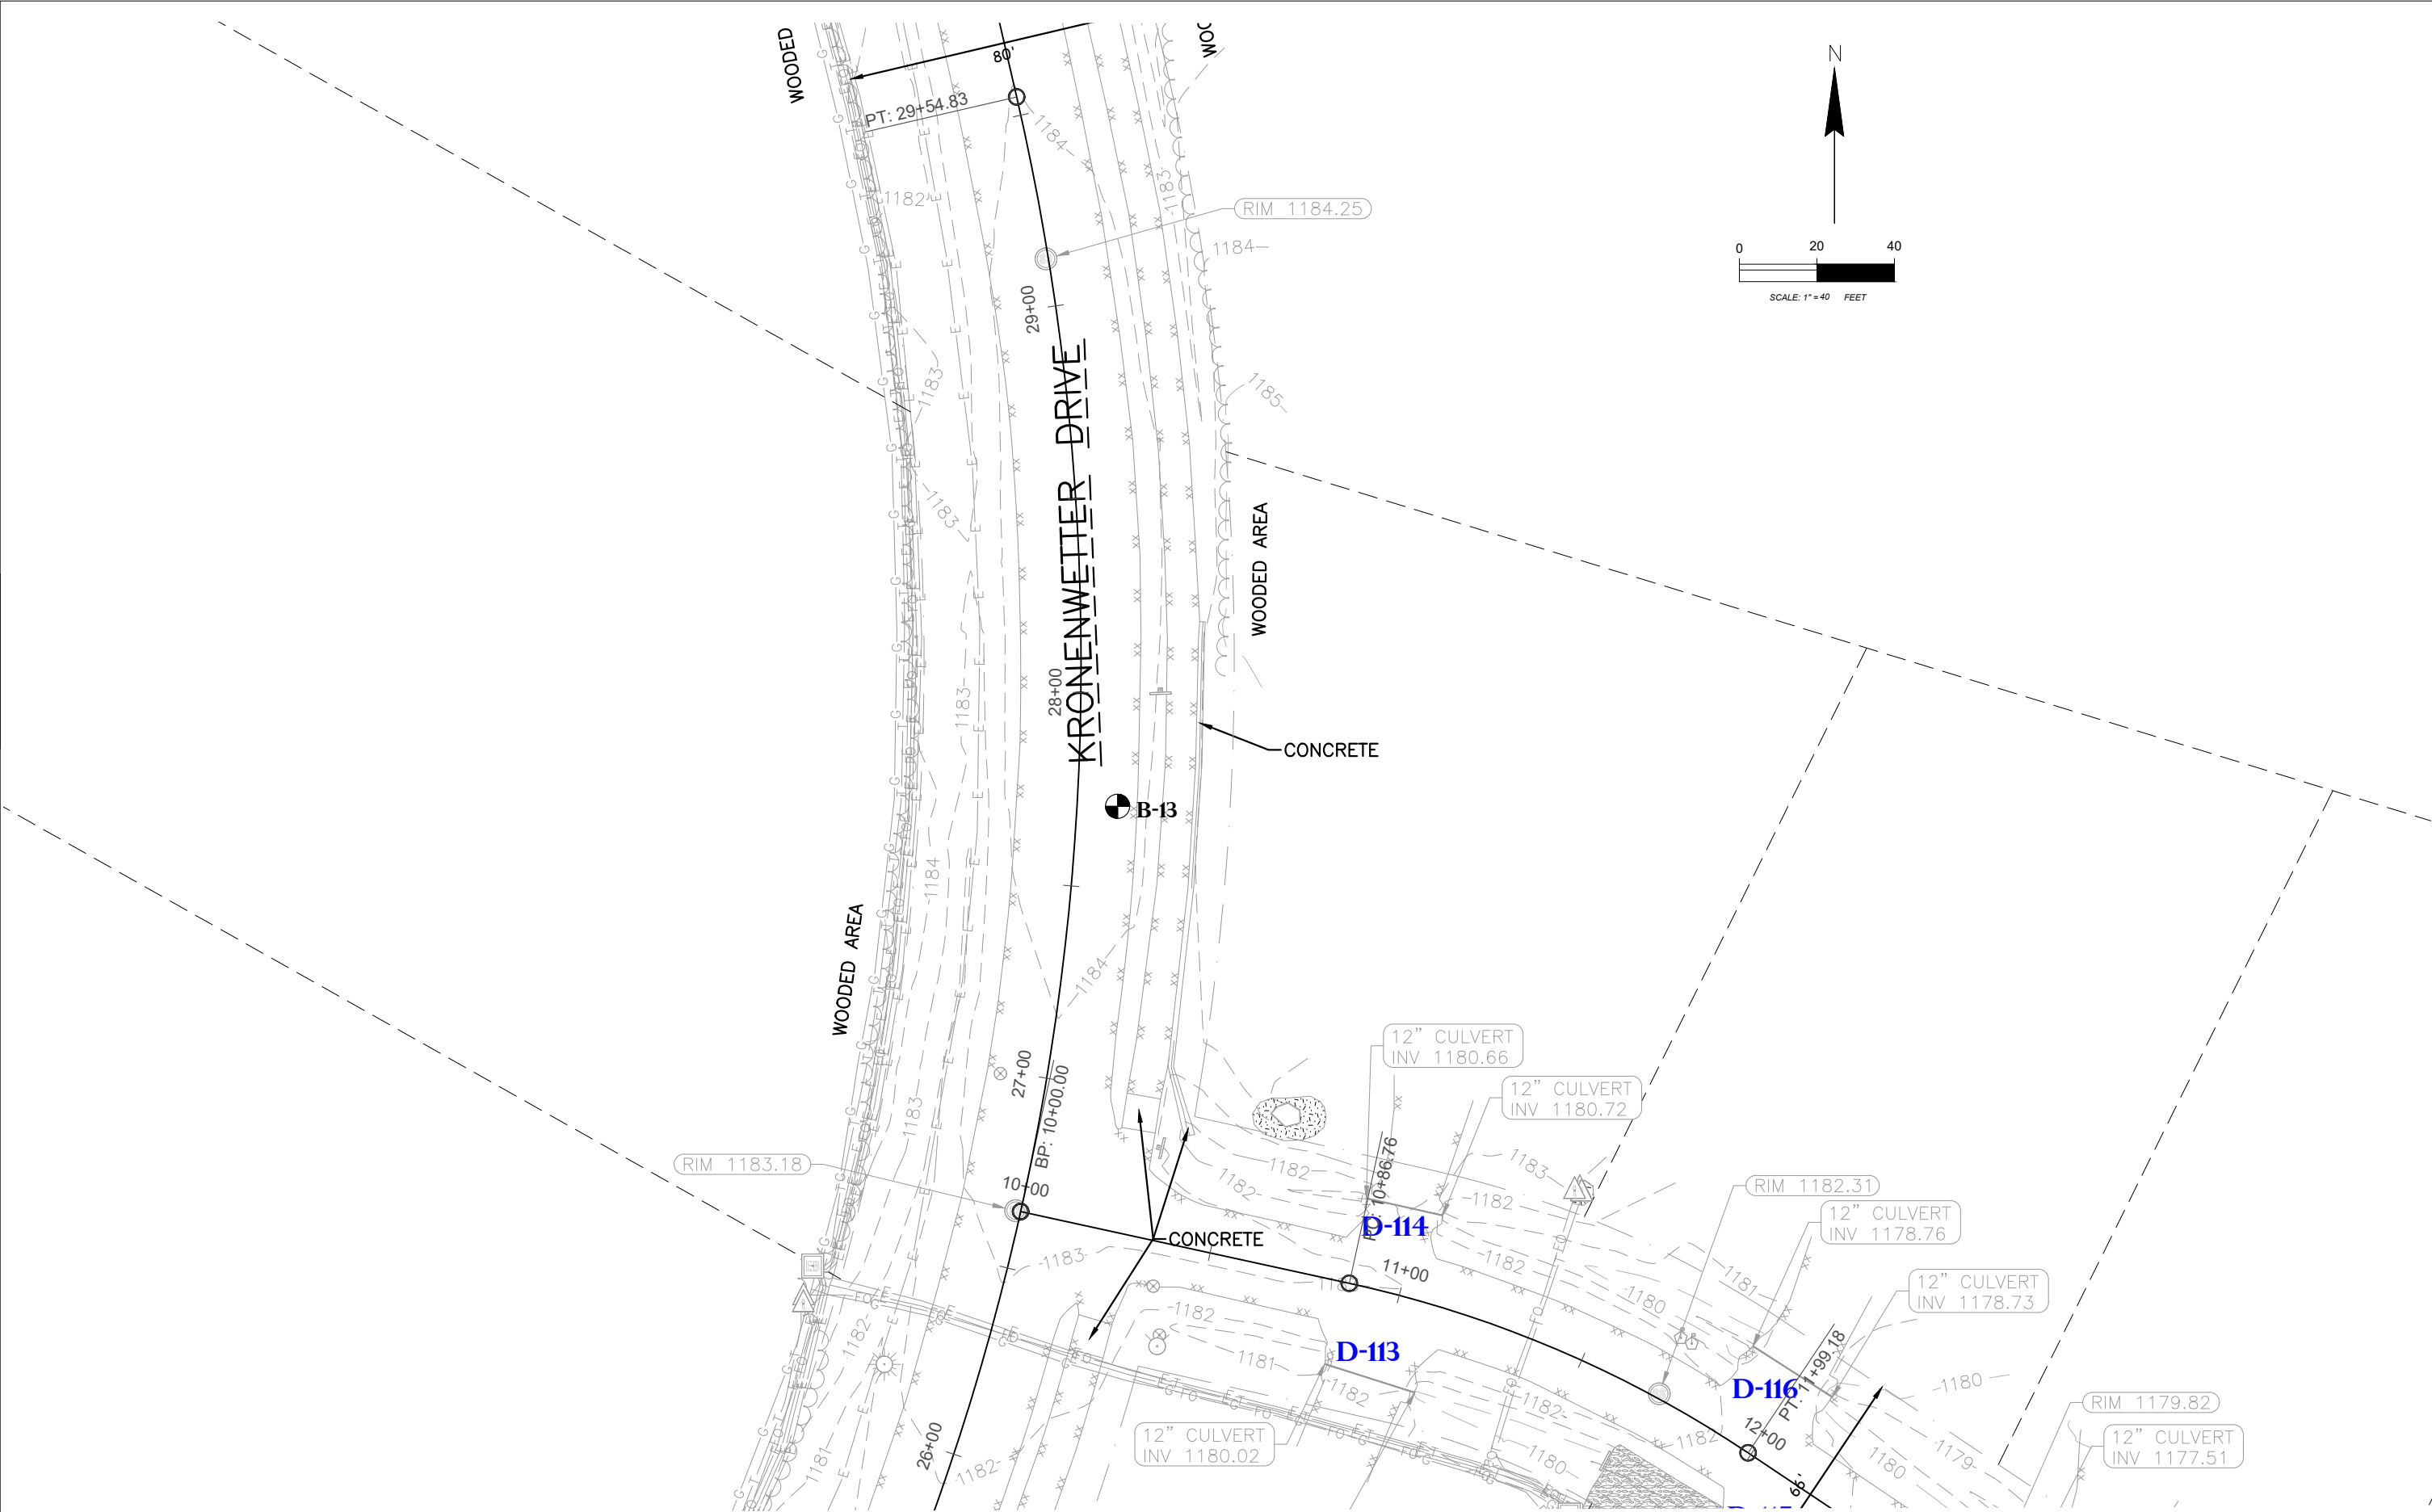 WOODED
WOO
80'
N
PT: 29+54.83
1184
1183
1182
RIM 1184.25
1184
0 20 40
SCALE: 1" = 40 FEET
29+00
1183
1185
KRONENWETTER DRIVE
1183
WOODED AREA
28+00
1183
CONCRETE
B-13
1184
WOODED AREA
1184
12" CULVERT
INV 1180.66
27+00
BP: 10+00.00
12" CULVERT
INV 1180.72
1183
RIM 1183.18
10+00
1182
1182
1183
10+86.76
1182
RIM 1182.31
D-114
12" CULVERT
INV 1178.76
CONCRETE
1183
11+00
1182
1181
12" CULVERT
INV 1178.73
1180
1182
1182
1181
D-113
1182
D-116
PT: 11+99.18
1180
RIM 1179.82
12" CULVERT
INV 1180.02
26+00
1182
1181
1182
1180
1182
12+00
66'
1180
1179
12" CULVERT
INV 1177.51